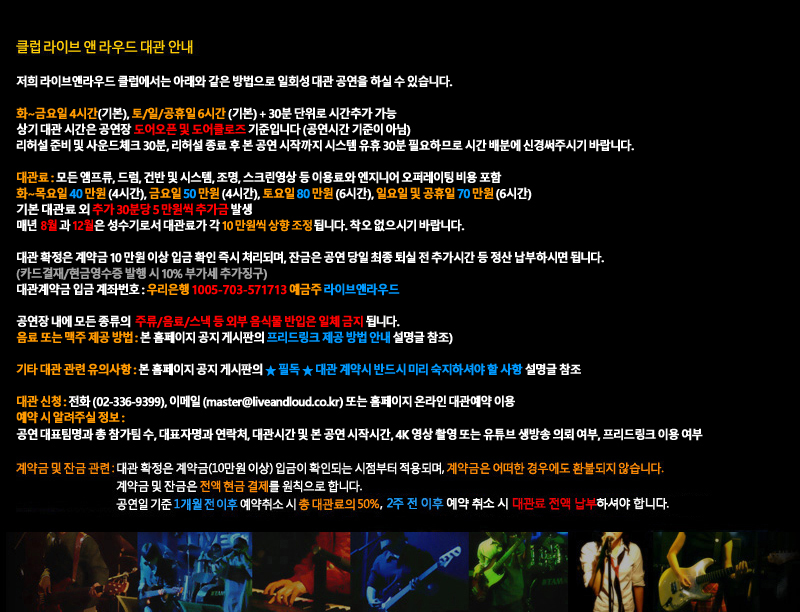 클럽 라이브 앤 라우드 대관 안내
저희 라이브앤라우드 클럽에서는 아래와 같은 방법으로 일회성 대관 공연을 하실 수 있습니다.
화~금요일 4시간(기본), 토/일/공휴일 6시간 (기본) + 30분 단위로 시간추가 가능
상기 대관 시간은 공연장 도어오픈 및 도어클로즈 기준입니다 (공연시간 기준이 아님)
리허설 준비 및 사운드체크 30분, 리허설 종료 후 본 공연 시작까지 시스템 유휴 30분 필요하므로 시간 배분에 신경써주시기 바랍니다.
대관료 : 모든 앰프류, 드럼, 건반 및 시스템, 조명, 스크린영상 등 이용료와 엔지니어 오퍼레이팅 비용 포함
화~목요일 40 만원 (4시간), 금요일 50 만원 (4시간), 토요일 80 만원 (6시간), 일요일 및 공휴일 70 만원 (6시간)
기본 대관료 외 추가 30분당 5 만원씩 추가금 발생
매년 8월 과 12월은 성수기로서 대관료가 각 10 만원씩 상향 조정됩니다. 착오 없으시기 바랍니다.
대관 확정은 계약금 10 만원 이상 입금 확인 즉시 처리되며, 잔금은 공연 당일 최종 퇴실 전 추가시간 등 정산 납부하시면 됩니다.
(카드결재/현금영수증 발행 시 10% 부가세 추가징구)
대관계약금 입금 계좌번호 : 우리은행 1005-703-571713 예금주 라이브앤라우드
공연장 내에 모든 종류의 주류/음료/스낵 등 외부 음식물 반입은 일체 금지 됩니다.
음료 또는 맥주 제공 방법 : 본 홈페이지 공지 게시판의 프리드링크 제공 방법 안내 설명글 참조)
기타 대관 관련 유의사항 : 본 홈페이지 공지 게시판의 ★ 필독 ★ 대관 계약시 반드시 미리 숙지하셔야 할 사항 설명글 참조
대관 신청 : 전화 (02-336-9399), 이메일 (master@liveandloud.co.kr) 또는 홈페이지 온라인 대관예약 이용
예약 시 알려주실 정보 :
공연 대표팀명과 총 참가팀 수, 대표자명과 연락처, 대관시간 및 본 공연 시작시간, 4K 영상 촬영 또는 유튜브 생방송 의뢰 여부, 프리드링크 이용 여부
계약금 및 잔금 관련 : 대관 확정은 계약금(10만원 이상) 입금이 확인되는 시점부터 적용되며, 계약금은 어떠한 경우에도 환불되지 않습니다.
계약금 및 잔금은 전액 현금 결제를 원칙으로 합니다.
공연일 기준 1개월 전 이후 예약취소 시 총 대관료의 50%, 2주 전 이후 예약 취소 시 대관료 전액 납부하셔야 합니다.